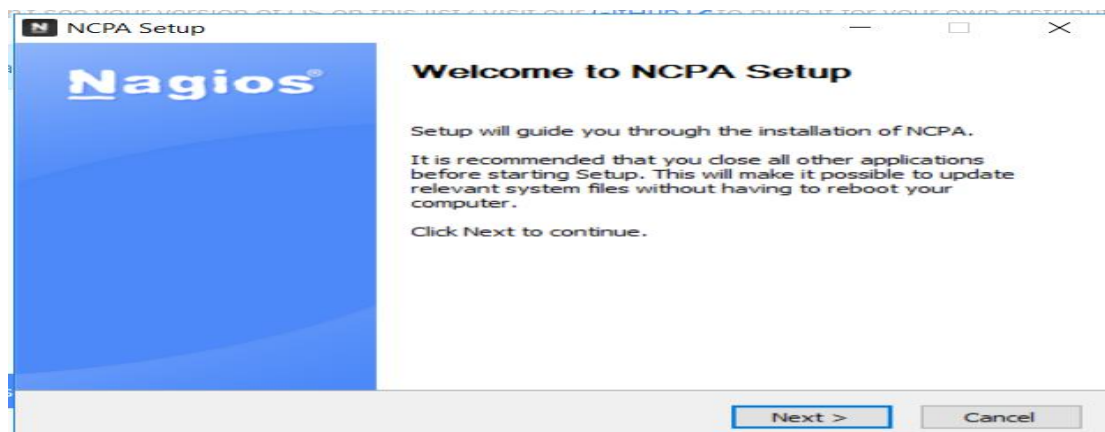 NCPA Setup
Nagios®
Welcome to NCPA Setup
Setup will guide you through the installation of NCPA.
It is recommended that you close all other applications
before starting Setup. This will make it possible to update
relevant system files without having to reboot your
computer.
Click Next to continue.
Next >
Cancel